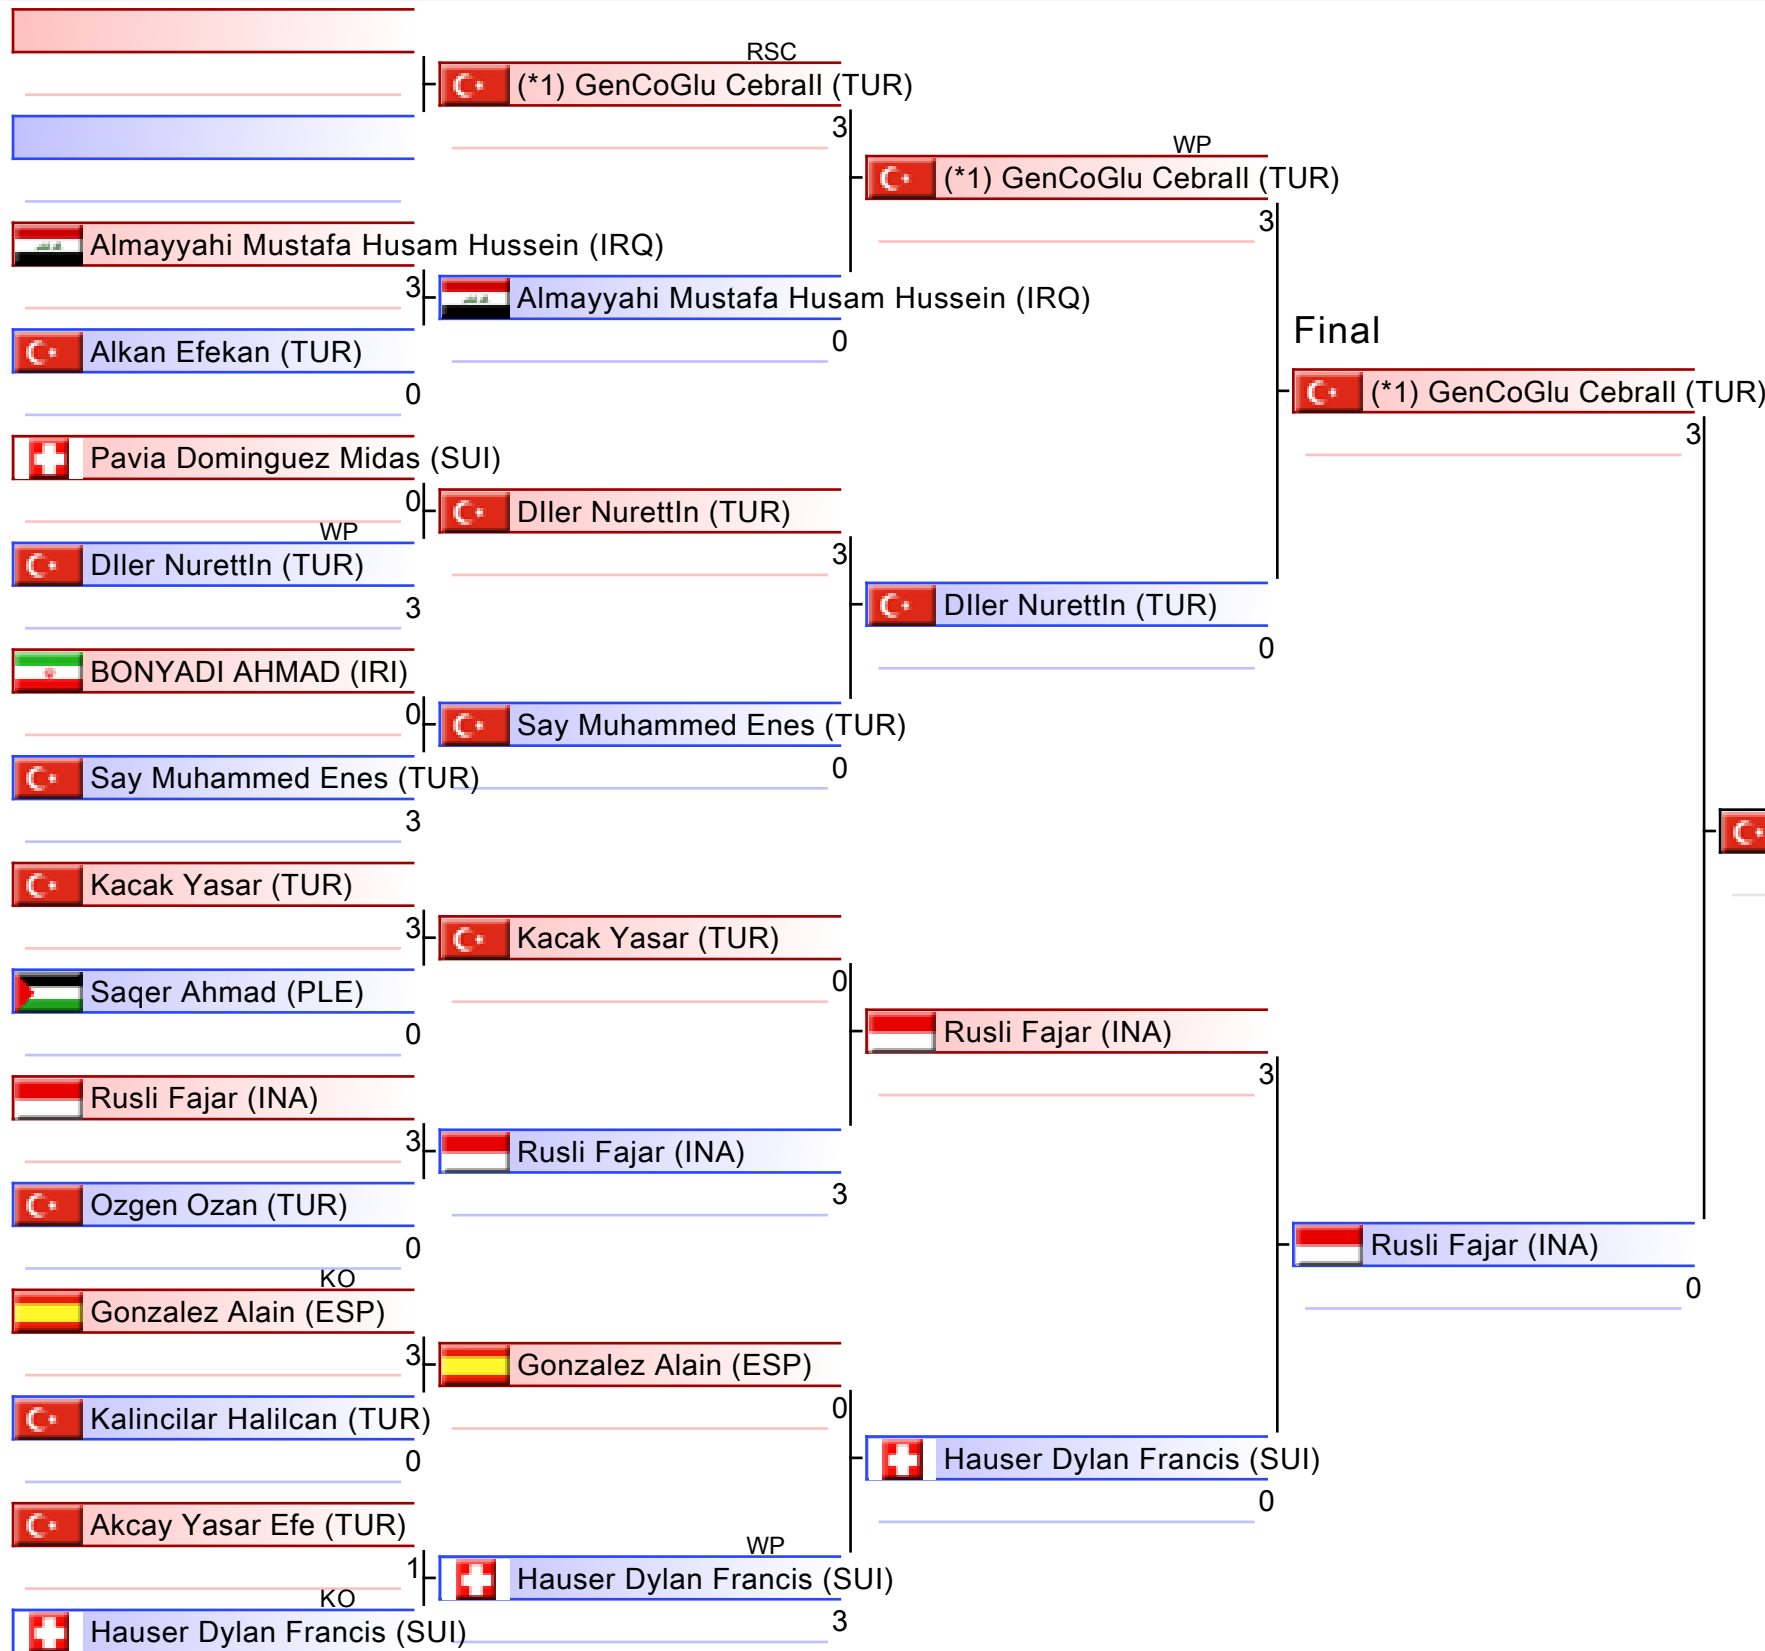 RSC
(*1) GenCoGlu CebraIl (TUR)
3
WP
(*1) GenCoGlu CebraIl (TUR)
3
Almayyahi Mustafa Husam Hussein (IRQ)
3
Almayyahi Mustafa Husam Hussein (IRQ)
0
Alkan Efekan (TUR)
0
Final
(*1) GenCoGlu CebraIl (TUR)
3
Pavia Dominguez Midas (SUI)
0
DIler NurettIn (TUR)
3
WP
DIler NurettIn (TUR)
3
DIler NurettIn (TUR)
0
BONYADI AHMAD (IRI)
0
Say Muhammed Enes (TUR)
0
Say Muhammed Enes (TUR)
3
Kacak Yasar (TUR)
3
Kacak Yasar (TUR)
0
Saqer Ahmad (PLE)
0
Rusli Fajar (INA)
3
Rusli Fajar (INA)
3
Rusli Fajar (INA)
3
Ozgen Ozan (TUR)
0
Rusli Fajar (INA)
0
KO
Gonzalez Alain (ESP)
3
Gonzalez Alain (ESP)
0
Kalincilar Halilcan (TUR)
0
Hauser Dylan Francis (SUI)
0
Akcay Yasar Efe (TUR)
1
WP
Hauser Dylan Francis (SUI)
3
KO
Hauser Dylan Francis (SUI)